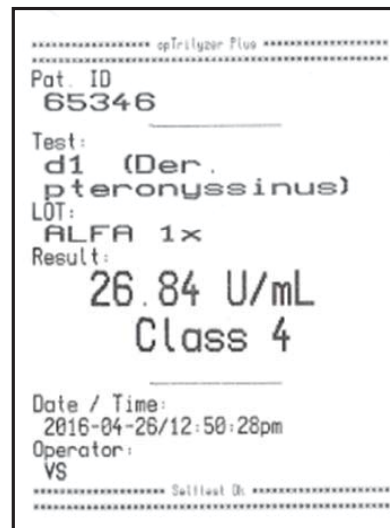 ******************** opTrilyzer Plus ********************
Pat. ID
65346
Test:
d1 (Der.
pteronyssinus)
LOT:
ALFA 1x
Result:
26.84 U/mL
Class 4
Date / Time:
2016-04-26/12:50:28pm
Operator:
VS
******************** Selftest Ok ********************